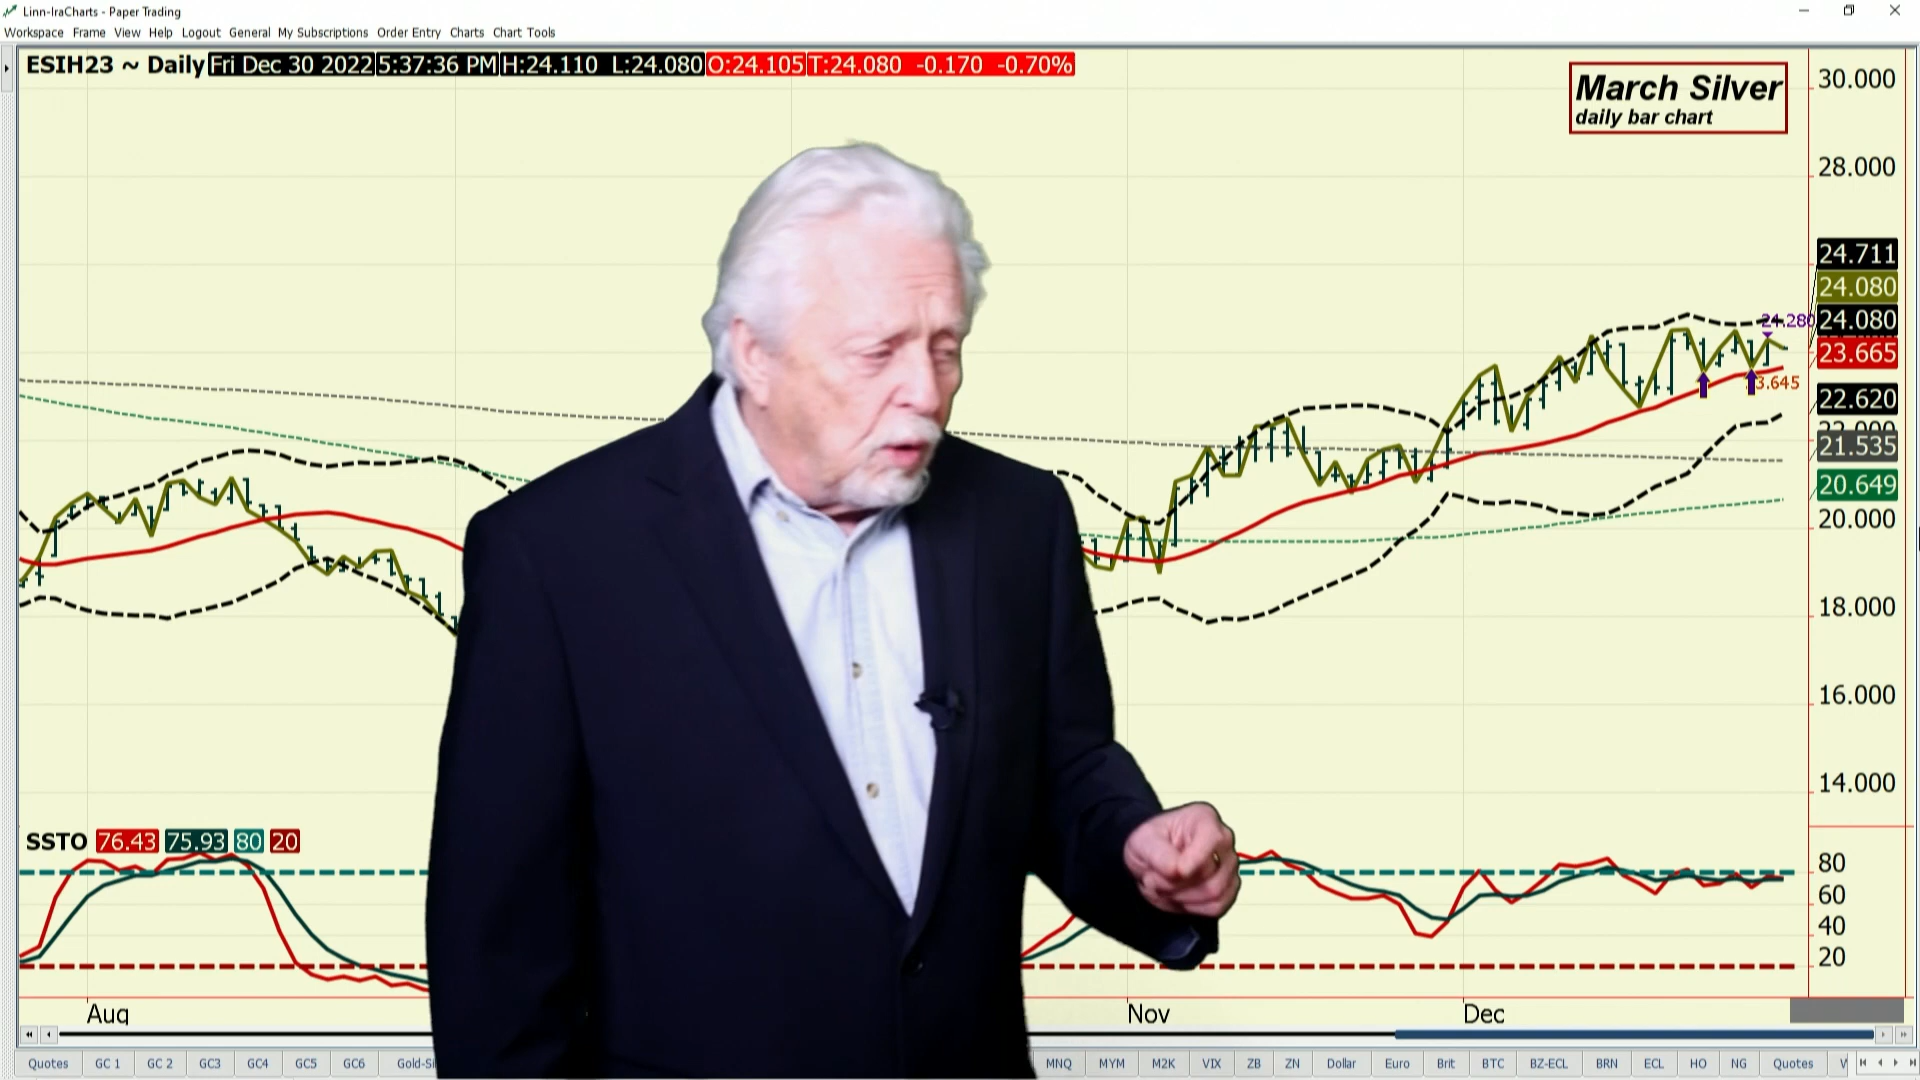 Linn-IraCharts - Paper Trading
Workspace Frame View Help Logout General My Subscriptions Order Entry Charts Chart Tools
ESIH23 ~ Daily Fri Dec 30 2022 5:37:36 PM H:24.110 L:24.080 O:24.105 T:24.080 -0.170 -0.70%
March Silver
daily bar chart
30.000
28.000
24.711
24.080
24.280 24.080
23.665
3.645
22.620
21.535
20.649
20.000
18.000
16.000
14.000
SSTO 76.43 75.93 80 20
80
60
40
20
Aug Nov Dec
Quotes GC 1 GC 2 GC3 GC4 GC5 GC6 Gold-Si MNQ MYM M2K VIX ZB ZN Dollar Euro Brit BTC BZ-ECL BRN ECL HO NG Quotes